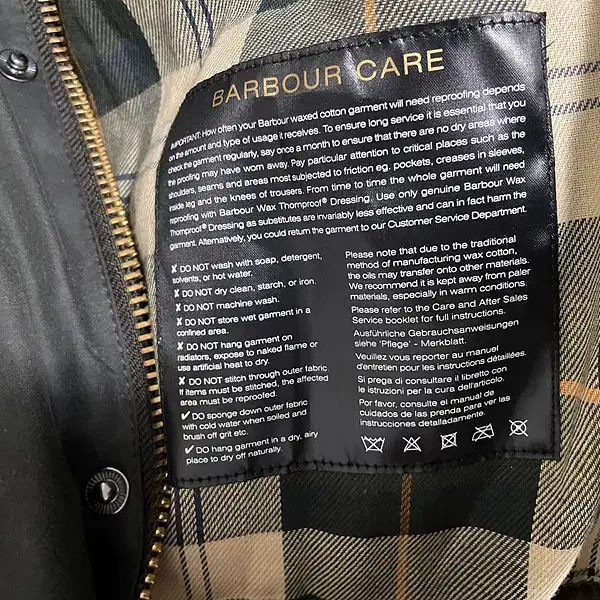 BARBOUR CARE
IMPORTANT: How often your Barbour waxed cotton garment will need reproofing depends
on the amount and type of usage it receives. To ensure long service it is essential that you
check the garment regularly, say once a month to ensure that there are no dry areas where
the proofing may have worn away. Pay particular attention to critical places such as the
shoulders, seams and areas most subjected to friction eg. pockets, creases in sleeves,
inside leg and the knees of trousers. From time to time the whole garment will need
reproofing with Barbour Wax Thornproof® Dressing. Use only genuine Barbour Wax
Thornproof® Dressing as substitutes are invariably less effective and can in fact harm the
garment. Alternatively, you could return the garment to our Customer Service Department.
✘ DO NOT wash with soap, detergent,
solvents, or hot water.
✘ DO NOT dry clean, starch, or iron.
✘ DO NOT machine wash.
✘ DO NOT store wet garment in a
confined area.
✘ DO NOT hang garment on
radiators, expose to naked flame or
use artificial heat to dry.
✘ DO NOT stitch through outer fabric.
If items must be stitched, the affected
area must be reproofed.
✔ DO sponge down outer fabric
with cold water when soiled and
brush off grit etc.
✔ DO hang garment in a dry, airy
place to dry off naturally.
Please note that due to the traditional
method of manufacturing wax cotton,
the oils may transfer onto other materials.
We recommend it is kept away from paler
materials, especially in warm conditions.
Please refer to the Care and After Sales
Service booklet for full instructions.
Ausführliche Gebrauchsanweisungen
siehe 'Pflege' - Merkblatt.
Veuillez vous reporter au manuel
d'entretien pour les instructions détaillées.
Si prega di consultare il libretto con
le istruzioni per la cura dell'articolo.
Por favor, consulte el manual de
cuidados de las prenda para ver las
instrucciones detalladamente.